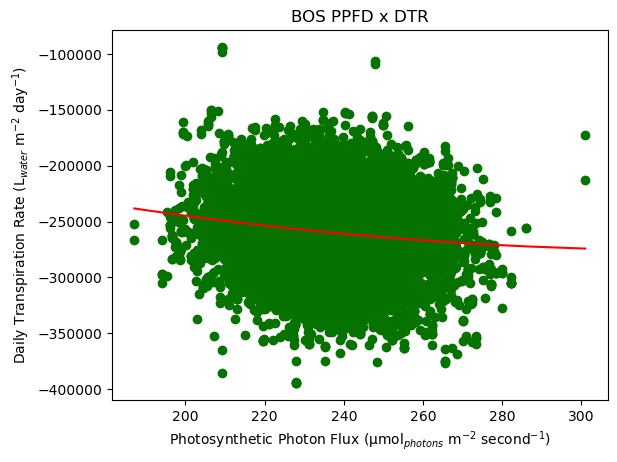 BOS PPFD x DTR
Daily Transpiration Rate (L$_{water}$ m$^{-2}$ day$^{-1}$)
−100000
−150000
−200000
−250000
−300000
−350000
−400000
200 220 240 260 280 300
Photosynthetic Photon Flux (μmol$_{photons}$ m$^{-2}$ second$^{-1}$)